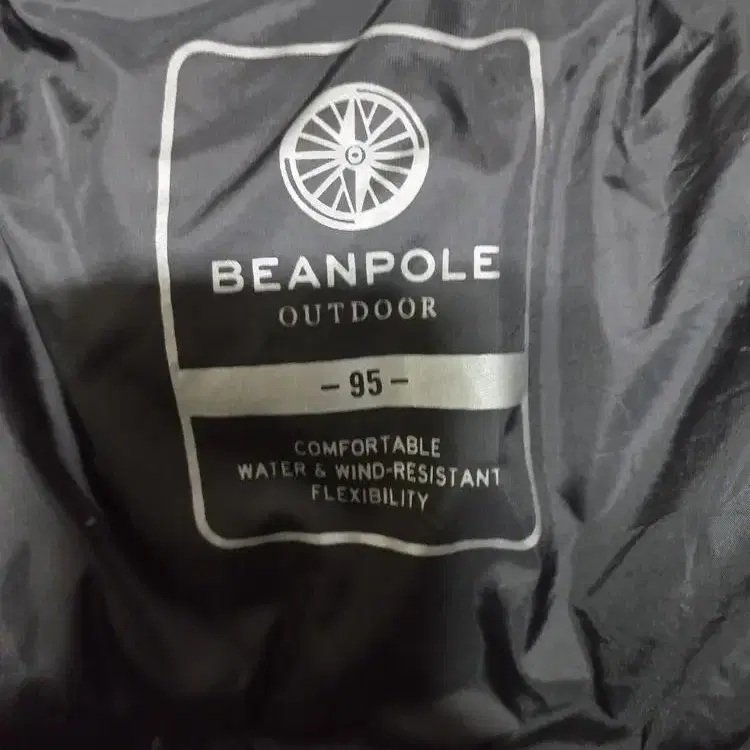 BEANPOLE
OUTDOOR
- 95 -
COMFORTABLE
WATER & WIND-RESISTANT
FLEXIBILITY